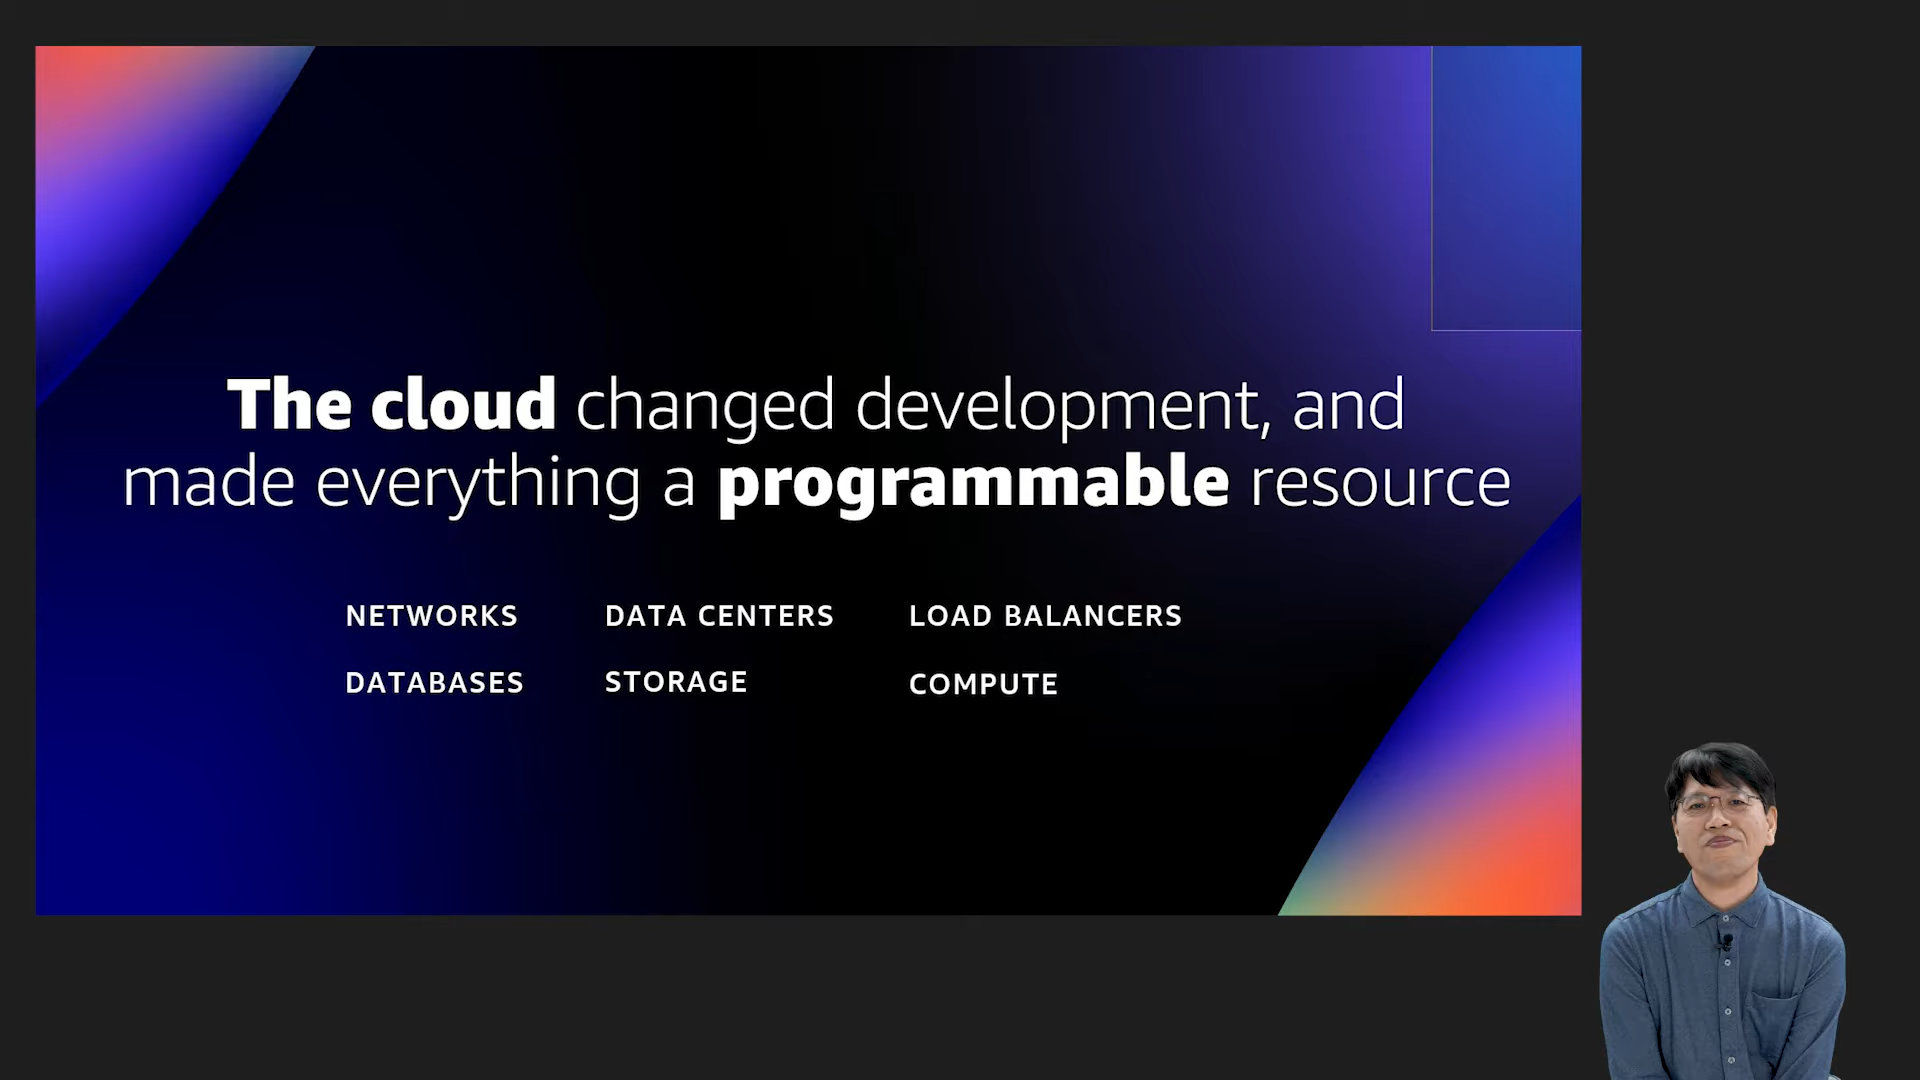 The cloud changed development, and
made everything a programmable resource
NETWORKS DATA CENTERS LOAD BALANCERS
DATABASES STORAGE COMPUTE